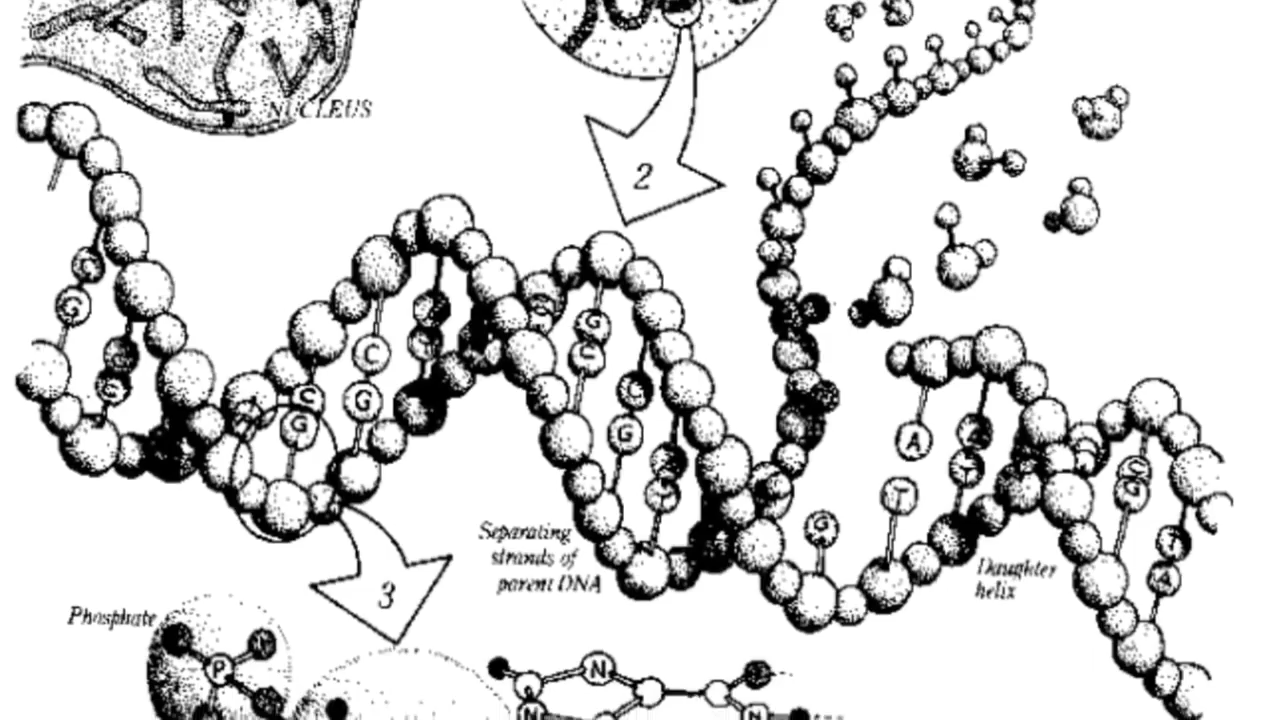 NUCLEUS
2
C
G
G
C
C
G
C
G
G
C
C
G
A
T
G
C
G
T
A
Separating
strands of
parent DNA
Daughter
helix
3
Phosphate
P
N
N
N